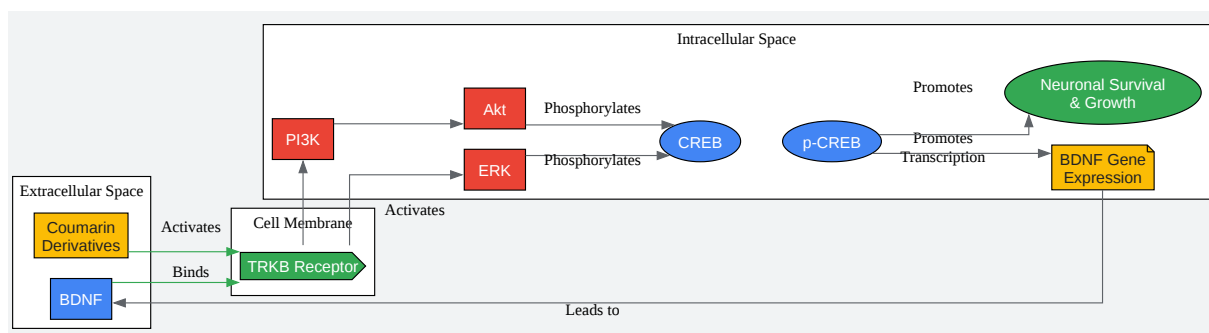 Intracellular Space
Neuronal Survival
& Growth
Promotes
Akt
Phosphorylates
PI3K
CREB
p-CREB
Promotes
Transcription
Phosphorylates
ERK
BDNF Gene
Expression
Extracellular Space
Activates
Cell Membrane
Coumarin
Derivatives
Activates
TRKB Receptor
Binds
BDNF
Leads to